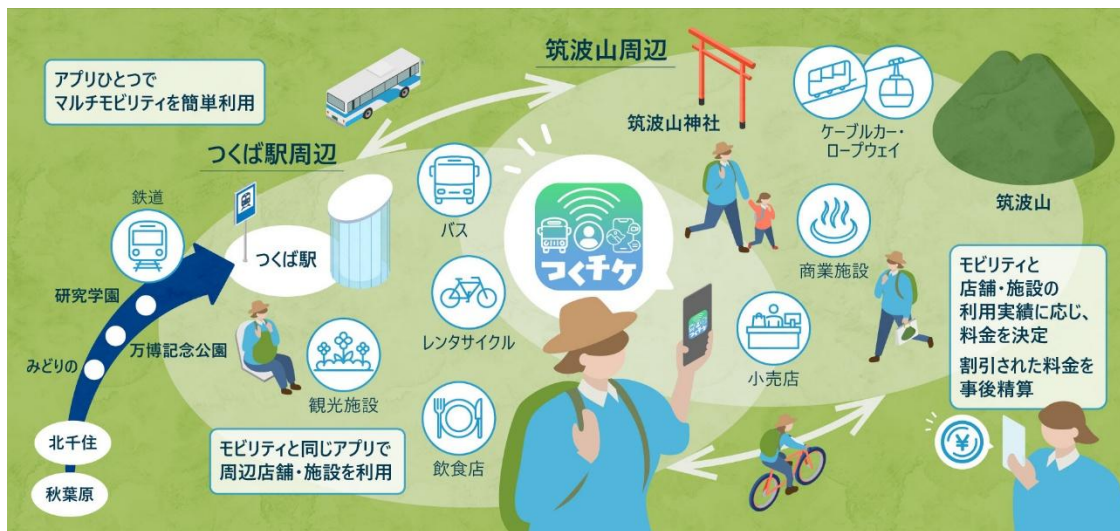 アプリひとつで
マルチモビリティを簡単利用
筑波山周辺
筑波山神社
ケーブルカー・
ロープウェイ
筑波山
つくば駅周辺
鉄道
つくば駅
バス
つくチケ
商業施設
研究学園
万博記念公園
みどりの
レンタサイクル
観光施設
つくチケ
小売店
モビリティと
店舗・施設の
利用実績に応じ、
料金を決定
割引された料金を
事後精算
¥
北千住
秋葉原
モビリティと同じアプリで
周辺店舗・施設を利用
飲食店